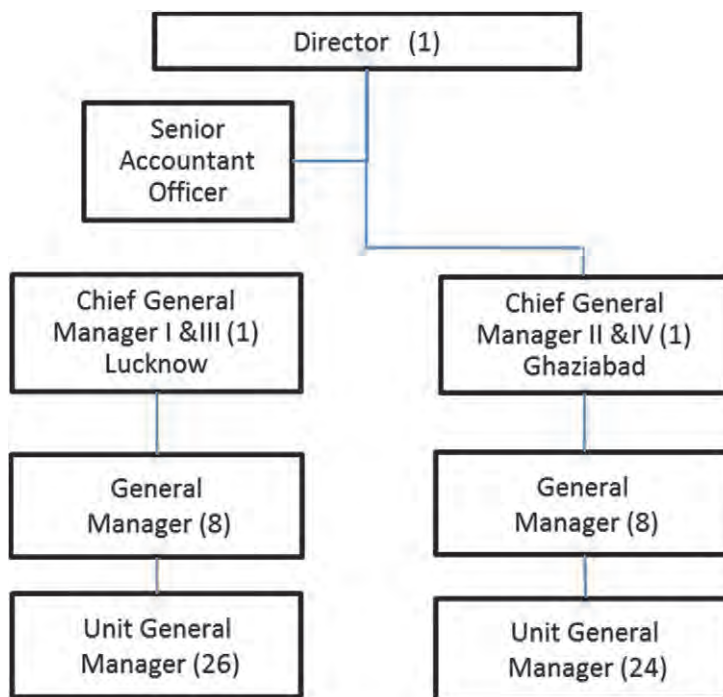 Director (1)
Senior
Accountant
Officer
Chief General
Manager I &III (1)
Lucknow
Chief General
Manager II &IV (1)
Ghaziabad
General
Manager (8)
General
Manager (8)
Unit General
Manager (26)
Unit General
Manager (24)